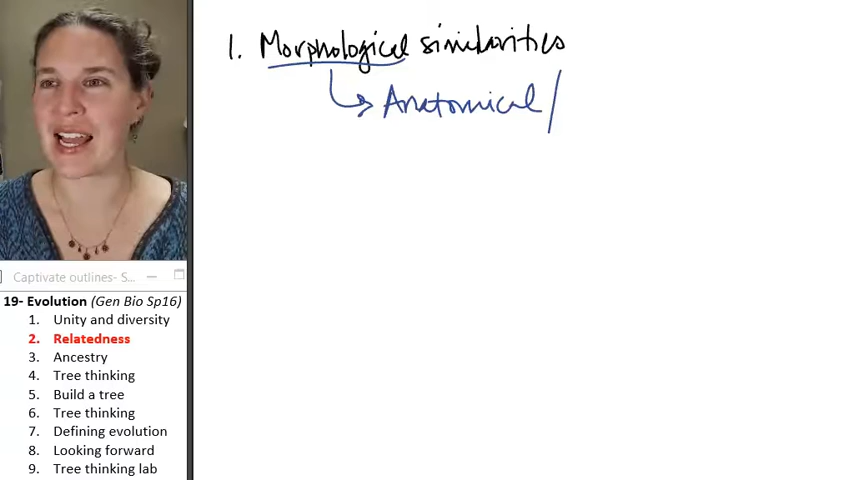 1. Morphological similarities
Anatomical/
Captivate outlines- S...
19- Evolution (Gen Bio Sp16)
1. Unity and diversity
2. Relatedness
3. Ancestry
4. Tree thinking
5. Build a tree
6. Tree thinking
7. Defining evolution
8. Looking forward
9. Tree thinking lab